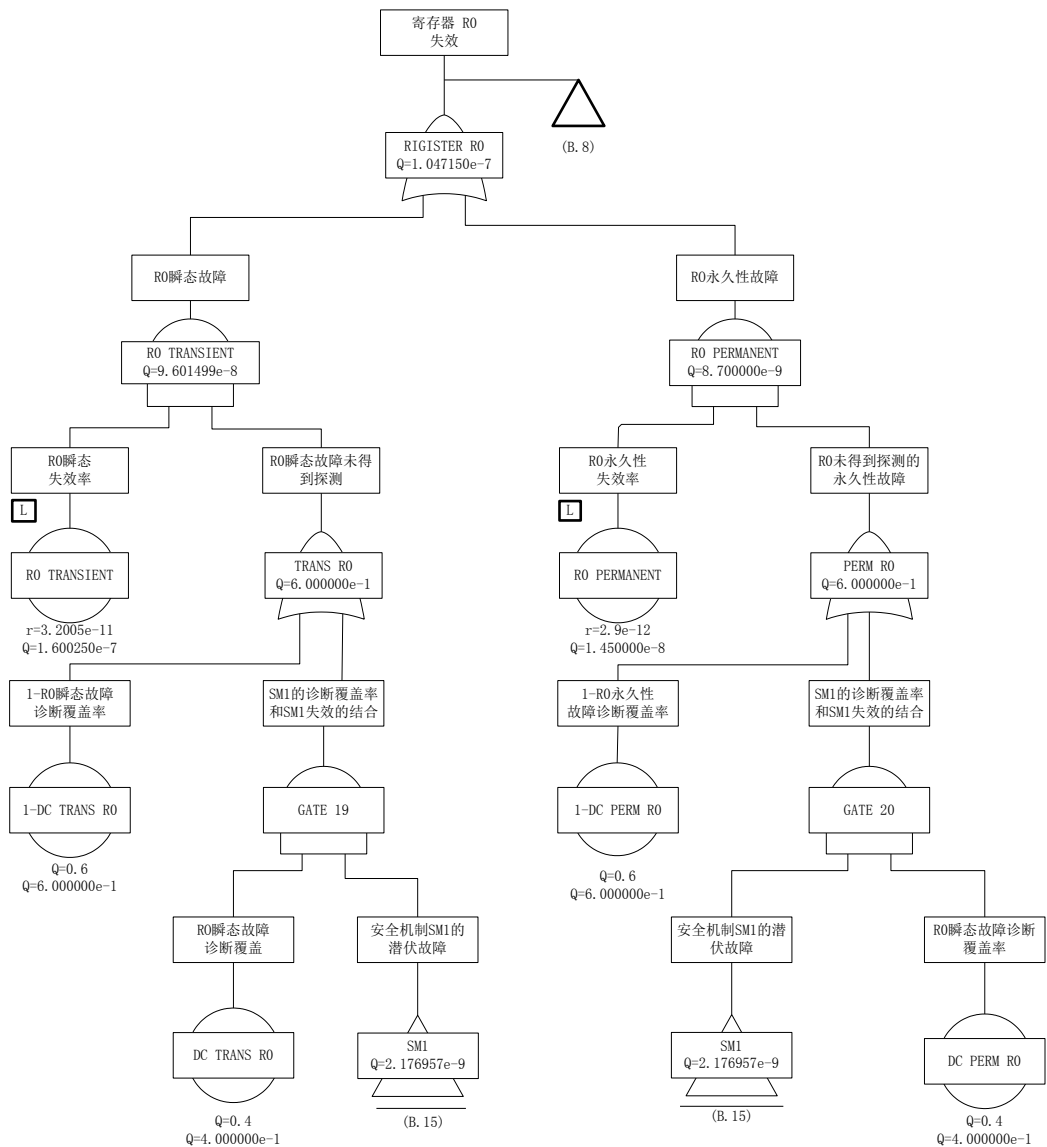 寄存器 R0
失效
(B.8)
RIGISTER R0
Q=1.047150e-7
R0瞬态故障
R0永久性故障
R0 TRANSIENT
Q=9.601499e-8
R0 PERMANENT
Q=8.700000e-9
R0瞬态
失效率
R0瞬态故障未得
到探测
R0永久性
失效率
R0未得到探测的
永久性故障
L
L
R0 TRANSIENT
r=3.2005e-11
Q=1.600250e-7
TRANS R0
Q=6.000000e-1
R0 PERMANENT
r=2.9e-12
Q=1.450000e-8
PERM R0
Q=6.000000e-1
1-R0瞬态故障
诊断覆盖率
SM1的诊断覆盖率
和SM1失效的结合
1-R0永久性
故障诊断覆盖率
SM1的诊断覆盖率
和SM1失效的结合
1-DC TRANS R0
Q=0.6
Q=6.000000e-1
GATE 19
1-DC PERM R0
Q=0.6
Q=6.000000e-1
GATE 20
R0瞬态故障
诊断覆盖
安全机制SM1的
潜伏故障
安全机制SM1的潜
伏故障
R0瞬态故障诊断
覆盖率
DC TRANS R0
Q=0.4
Q=4.000000e-1
SM1
Q=2.176957e-9
(B.15)
SM1
Q=2.176957e-9
(B.15)
DC PERM R0
Q=0.4
Q=4.000000e-1